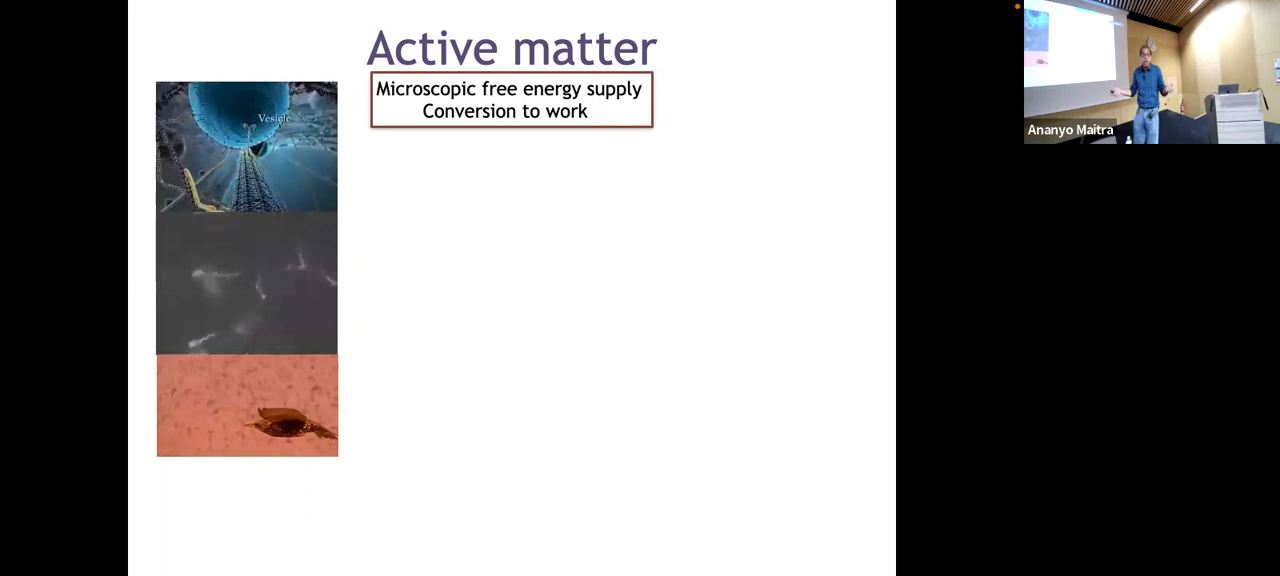 Active matter
Microscopic free energy supply
Conversion to work
Vesicle
Ananyo Maitra